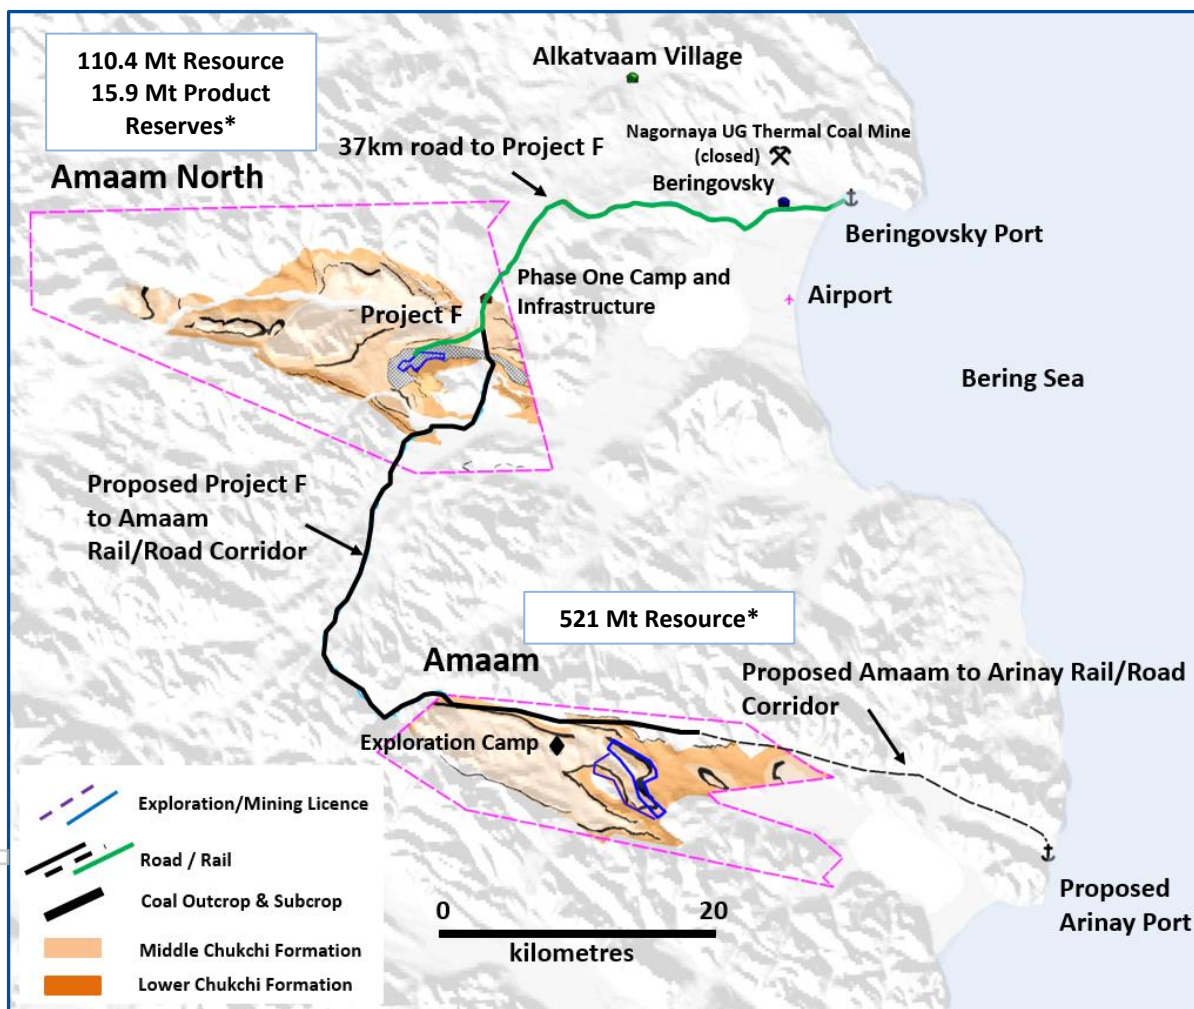 110.4 Mt Resource
15.9 Mt Product
Reserves*
Alkatvaam Village
Nagornaya UG Thermal Coal Mine
(closed)
37km road to Project F
Beringovsky
Amaam North
Beringovsky Port
Phase One Camp and
Infrastructure
Airport
Project F
Bering Sea
Proposed Project F
to Amaam
Rail/Road Corridor
521 Mt Resource*
Amaam
Proposed Amaam to Arinay Rail/Road
Corridor
Exploration Camp
Exploration/Mining Licence
Road / Rail
Coal Outcrop & Subcrop
Middle Chukchi Formation
Lower Chukchi Formation
0 20
kilometres
Proposed
Arinay Port